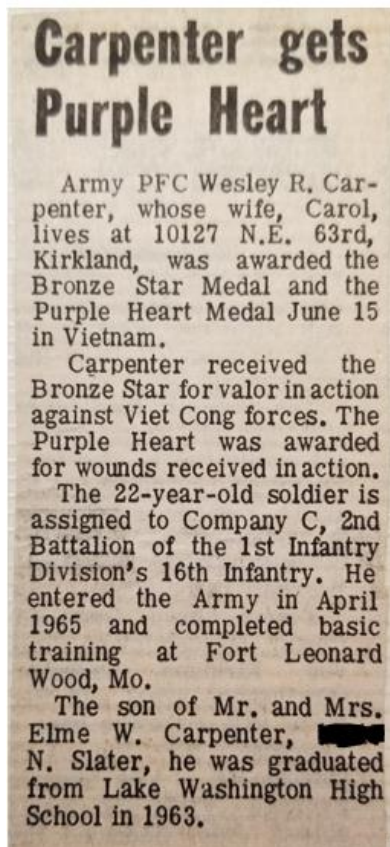 Carpenter gets
Purple Heart
Army PFC Wesley R. Car-
penter, whose wife, Carol,
lives at 10127 N.E. 63rd,
Kirkland, was awarded the
Bronze Star Medal and the
Purple Heart Medal June 15
in Vietnam.
Carpenter received the
Bronze Star for valor in action
against Viet Cong forces. The
Purple Heart was awarded
for wounds received in action.
The 22-year-old soldier is
assigned to Company C, 2nd
Battalion of the 1st Infantry
Division's 16th Infantry. He
entered the Army in April
1965 and completed basic
training at Fort Leonard
Wood, Mo.
The son of Mr. and Mrs.
Elme W. Carpenter,
N. Slater, he was graduated
from Lake Washington High
School in 1963.